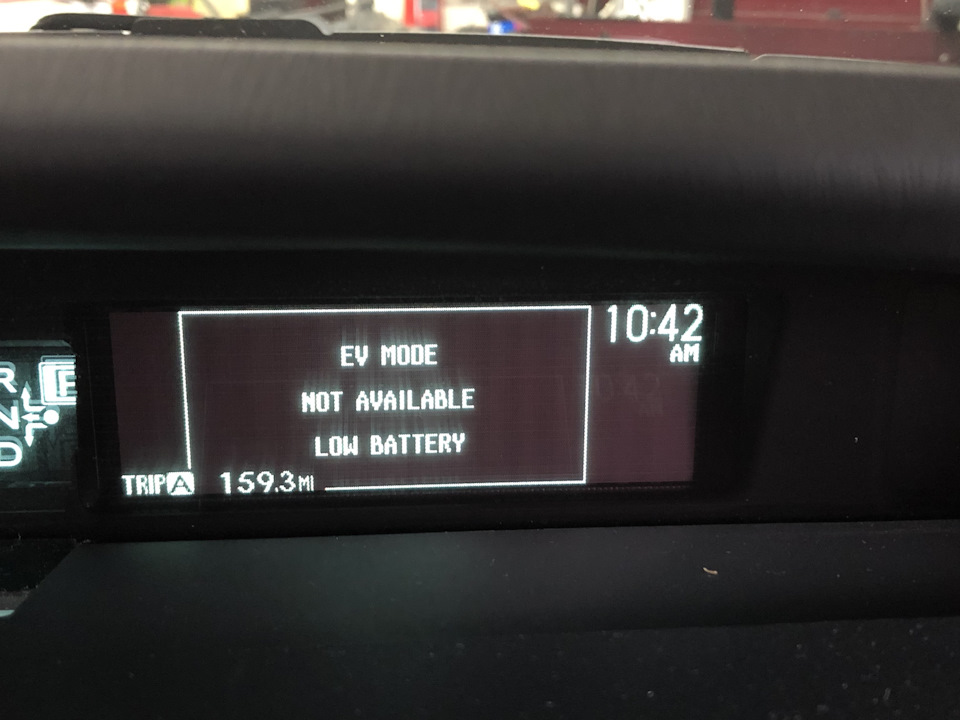 EV MODE
NOT AVAILABLE
LOW BATTERY
10:42
AM
TRIP A 159.3 MI
R
N
D